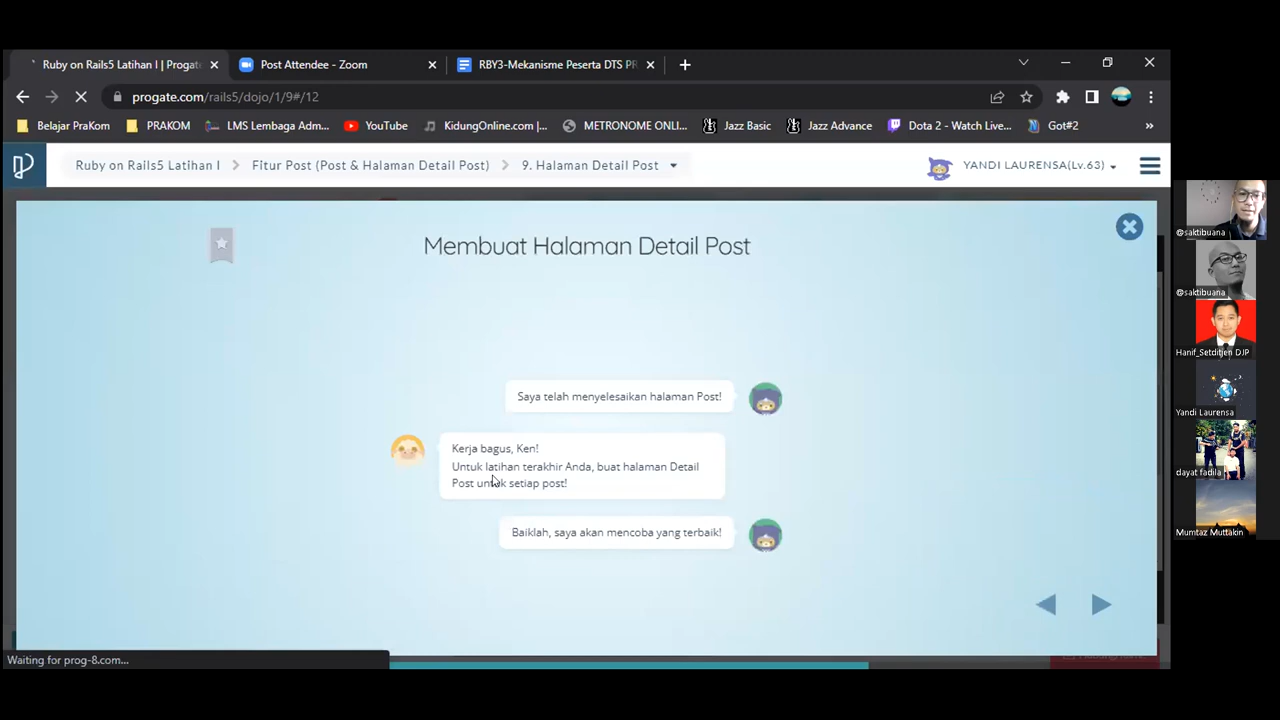 Ruby on Rails5 Latihan I | Progate
Post Attendee - Zoom
RBY3-Mekanisme Peserta DTS PR
progate.com/rails5/dojo/1/9#/12
Belajar PraKom
PRAKOM
LMS Lembaga Adm...
YouTube
KidungOnline.com |...
METRONOME ONLI...
Jazz Basic
Jazz Advance
Dota 2 - Watch Live...
Got#2
»
Ruby on Rails5 Latihan I
Fitur Post (Post & Halaman Detail Post)
9. Halaman Detail Post
YANDI LAURENSA(Lv.63)
Membuat Halaman Detail Post
Saya telah menyelesaikan halaman Post!
Kerja bagus, Ken!
Untuk latihan terakhir Anda, buat halaman Detail
Post untuk setiap post!
Baiklah, saya akan mencoba yang terbaik!
Waiting for prog-8.com...
@saktibuana
@saktibuana
Hanif_Setditjen DJP
Yandi Laurensa
dayat fadila
Mumtaz Muttakin